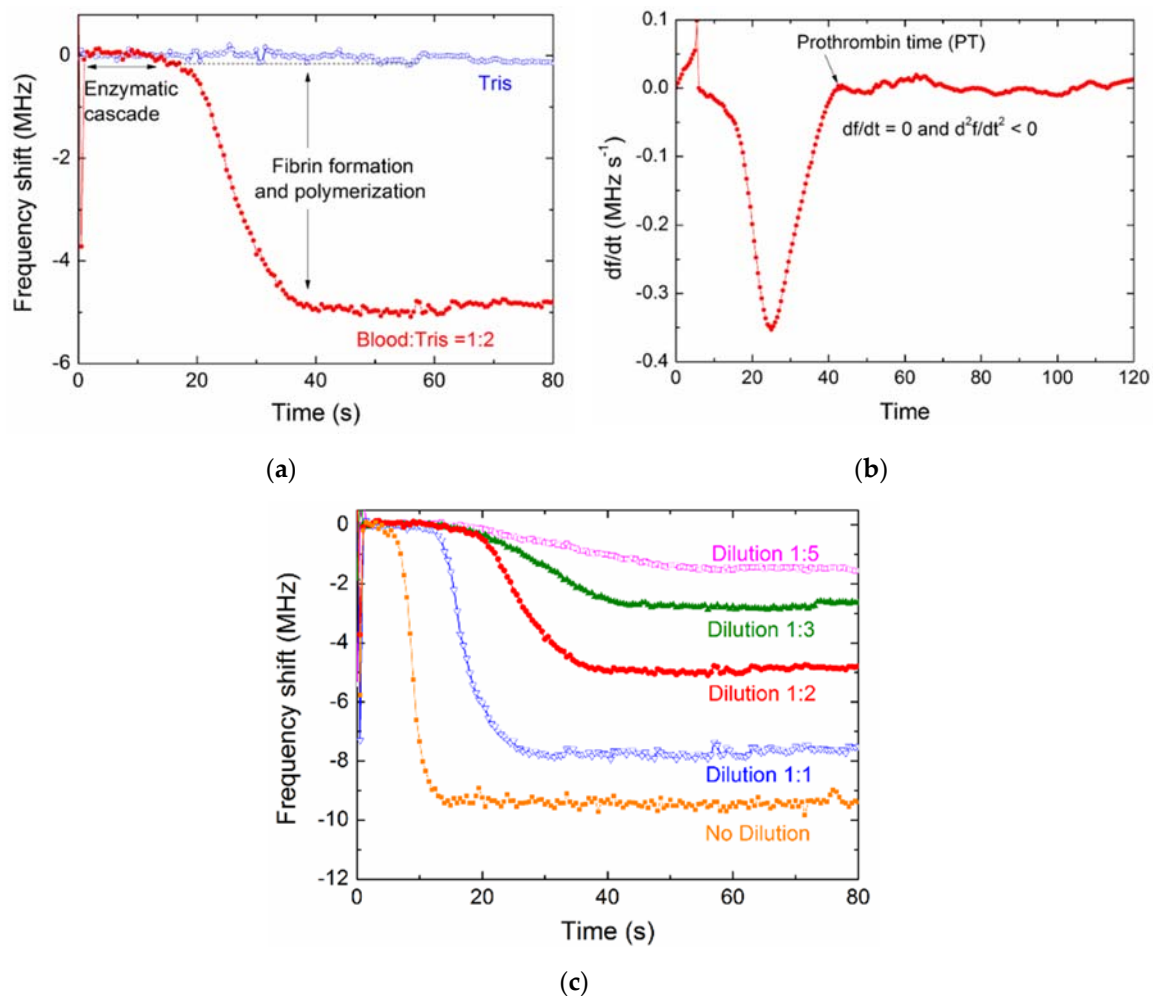 0
-2
-4
-6
Frequency shift (MHz)
Enzymatic
cascade
Tris
Fibrin formation
and polymerization
Blood:Tris =1:2
0 20 40 60 80
Time (s)
(a)
0.1
0.0
-0.1
-0.2
-0.3
-0.4
df/dt (MHz s⁻¹)
Prothrombin time (PT)
df/dt = 0 and d²f/dt² < 0
0 20 40 60 80 100 120
Time
(b)
0
-2
-4
-6
-8
-10
-12
Frequency shift (MHz)
Dilution 1:5
Dilution 1:3
Dilution 1:2
Dilution 1:1
No Dilution
0 20 40 60 80
Time (s)
(c)